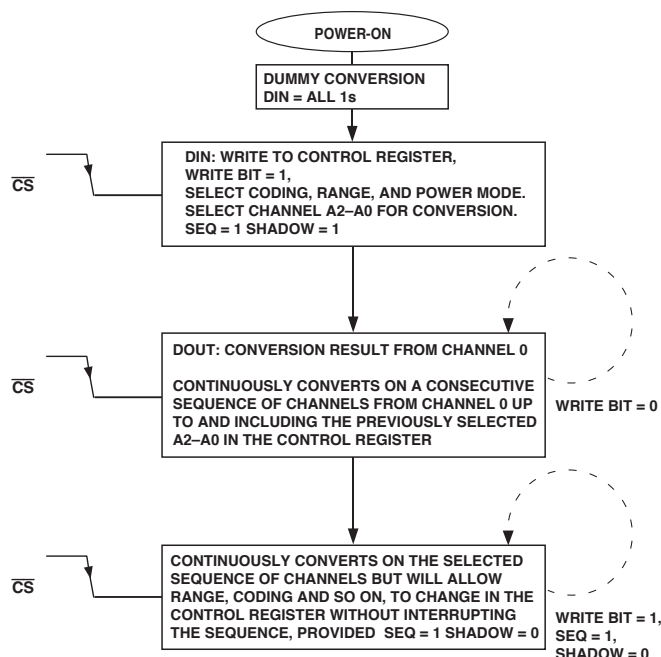 POWER-ON
DUMMY CONVERSION
DIN = ALL 1s
CS
DIN: WRITE TO CONTROL REGISTER,
WRITE BIT = 1,
SELECT CODING, RANGE, AND POWER MODE.
SELECT CHANNEL A2–A0 FOR CONVERSION.
SEQ = 1 SHADOW = 1
CS
DOUT: CONVERSION RESULT FROM CHANNEL 0
CONTINUOUSLY CONVERTS ON A CONSECUTIVE
SEQUENCE OF CHANNELS FROM CHANNEL 0 UP
TO AND INCLUDING THE PREVIOUSLY SELECTED
A2–A0 IN THE CONTROL REGISTER
WRITE BIT = 0
CS
CONTINUOUSLY CONVERTS ON THE SELECTED
SEQUENCE OF CHANNELS BUT WILL ALLOW
RANGE, CODING AND SO ON, TO CHANGE IN THE
CONTROL REGISTER WITHOUT INTERRUPTING
THE SEQUENCE, PROVIDED SEQ = 1 SHADOW = 0
WRITE BIT = 1,
SEQ = 1,
SHADOW = 0